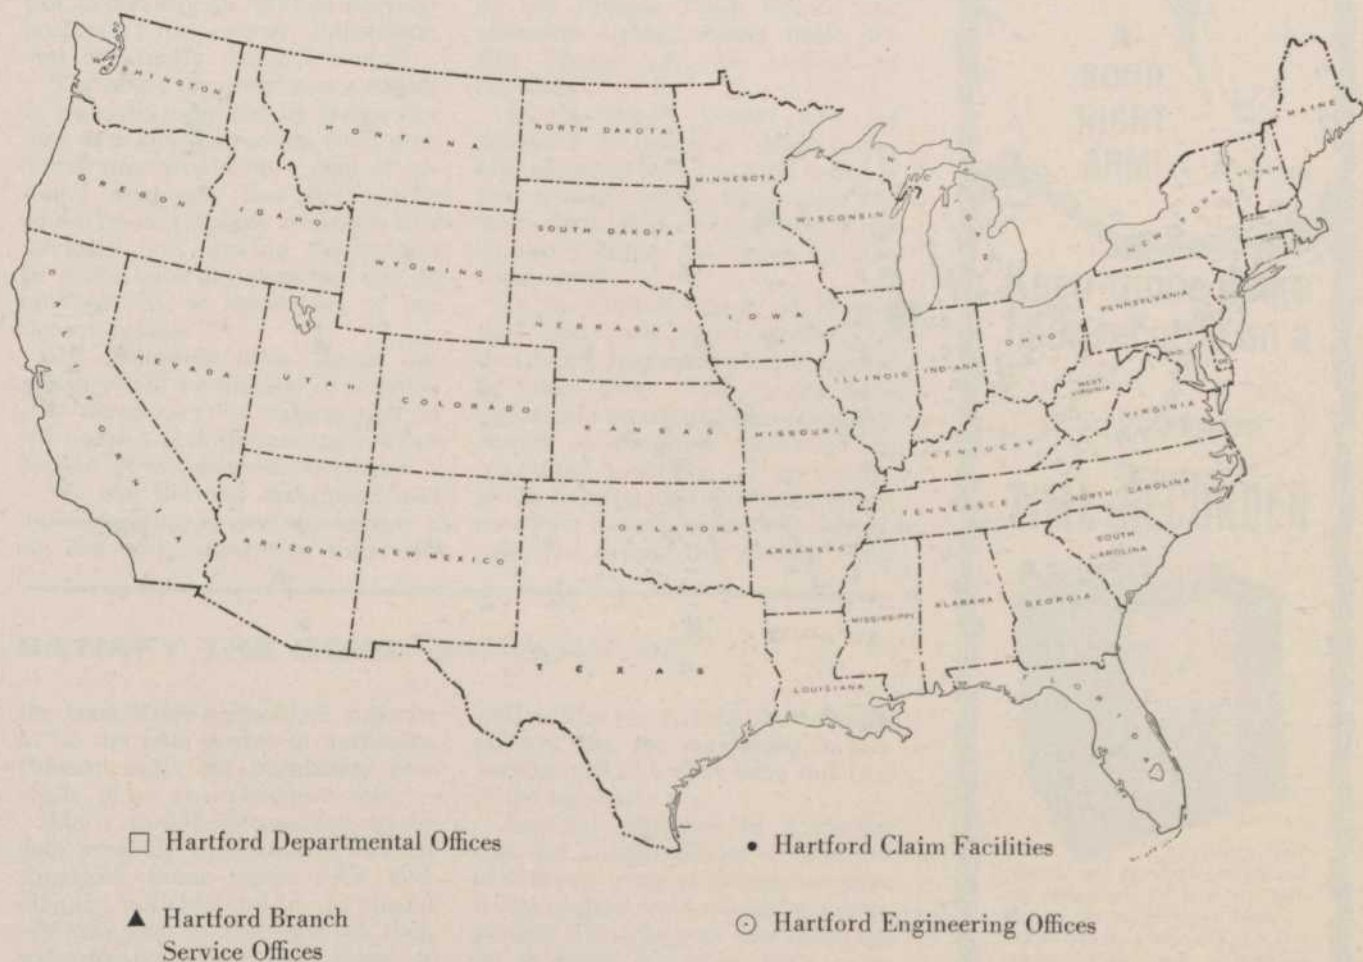 WASHINGTON
MONTANA
NORTH DAKOTA
MINNESOTA
MAINE
OREGON
IDAHO
SOUTH DAKOTA
WISCONSIN
NEW YORK
WYOMING
CALIFORNIA
NEVADA
UTAH
NEBRASKA
IOWA
PENNSYLVANIA
COLORADO
KANSAS
ILLINOIS
INDIANA
OHIO
WEST
VIRGINIA
VIRGINIA
MISSOURI
KENTUCKY
ARIZONA
NEW MEXICO
OKLAHOMA
ARKANSAS
TENNESSEE
NORTH CAROLINA
SOUTH
CAROLINA
MISSISSIPPI
ALABAMA
GEORGIA
TEXAS
LOUISIANA
FLORIDA
Hartford Departmental Offices
Hartford Claim Facilities
Hartford Branch
Service Offices
Hartford Engineering Offices